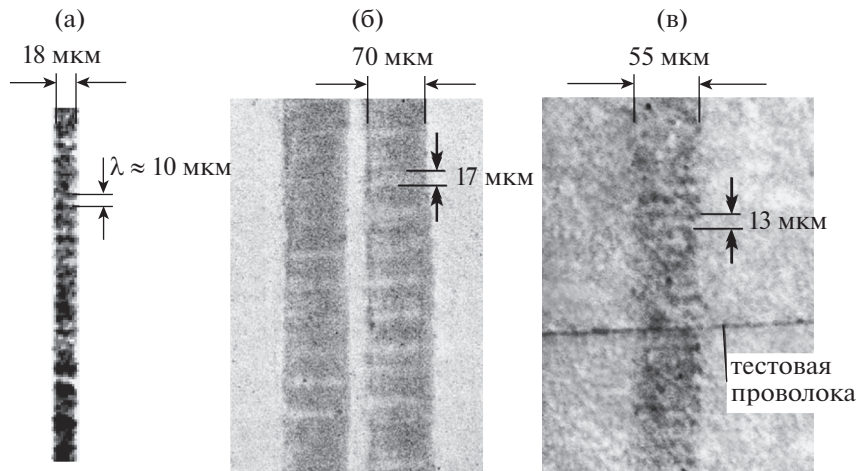 (а)
(б)
(в)
18 мкм
70 мкм
55 мкм
λ ≈ 10 мкм
17 мкм
13 мкм
тестовая
проволока